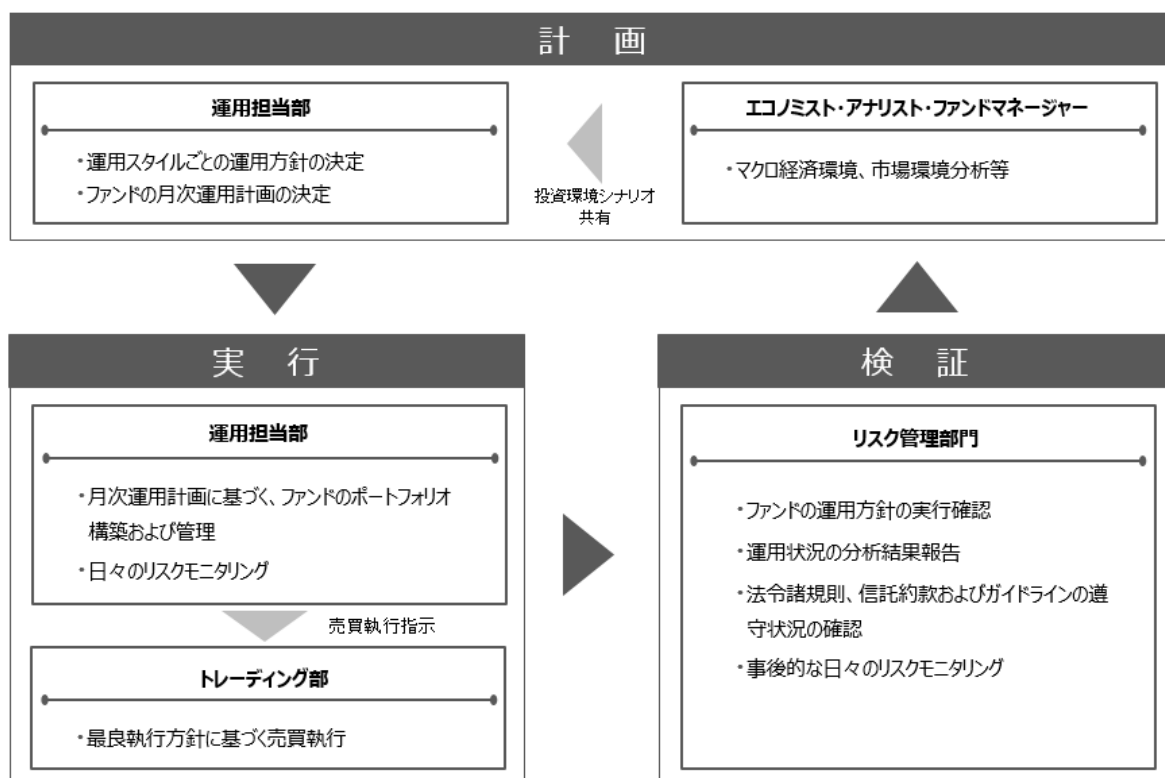 計 画
運用担当部
・運用スタイルごとの運用方針の決定
・ファンドの月次運用計画の決定
投資環境シナリオ
共有
エコノミスト・アナリスト・ファンドマネージャー
・マクロ経済環境、市場環境分析等
実 行
運用担当部
・月次運用計画に基づく、ファンドのポートフォリオ
構築および管理
・日々のリスクモニタリング
売買執行指示
トレーディング部
・最良執行方針に基づく売買執行
検 証
リスク管理部門
・ファンドの運用方針の実行確認
・運用状況の分析結果報告
・法令諸規則、信託約款およびガイドラインの遵
守状況の確認
・事後的な日々のリスクモニタリング